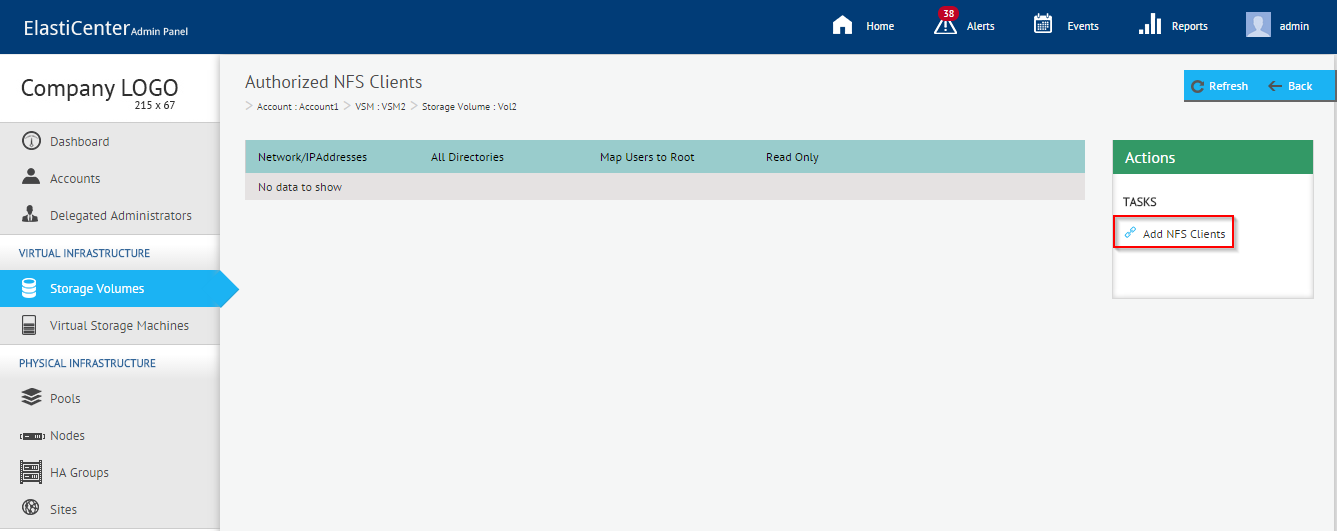 ElastiCenter Admin Panel
Home
38
Alerts
Events
Reports
admin
Company LOGO
215 x 67
Dashboard
Accounts
Delegated Administrators
VIRTUAL INFRASTRUCTURE
Storage Volumes
Virtual Storage Machines
PHYSICAL INFRASTRUCTURE
Pools
Nodes
HA Groups
Sites
Authorized NFS Clients
> Account : Account1 > VSM : VSM2 > Storage Volume : Vol2
Refresh
Back
Network/IPAddresses All Directories Map Users to Root Read Only
No data to show
Actions
TASKS
Add NFS Clients